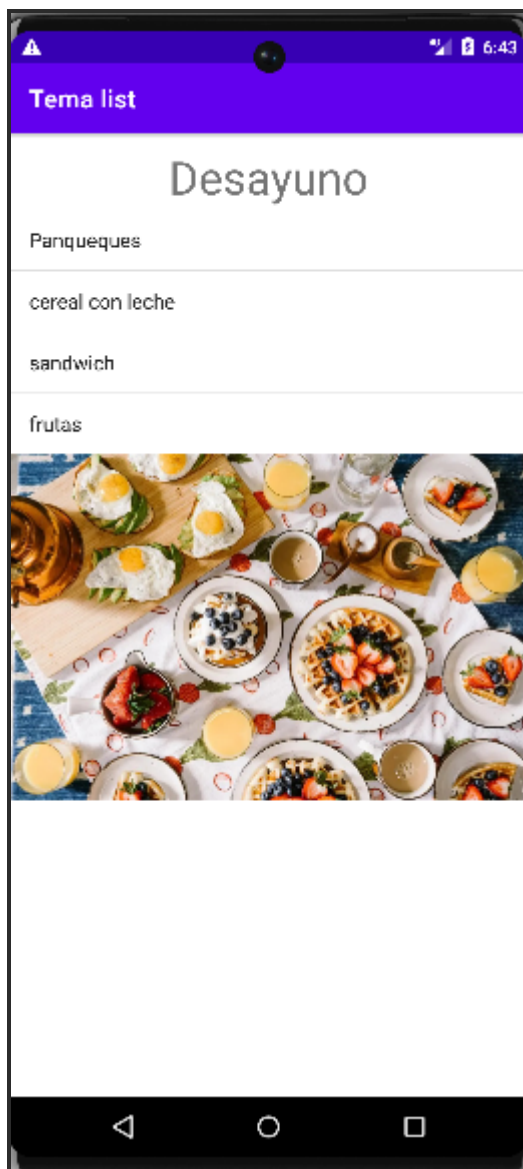 6:43
Tema list
Desayuno
Panqueques
cereal con leche
sandwich
frutas